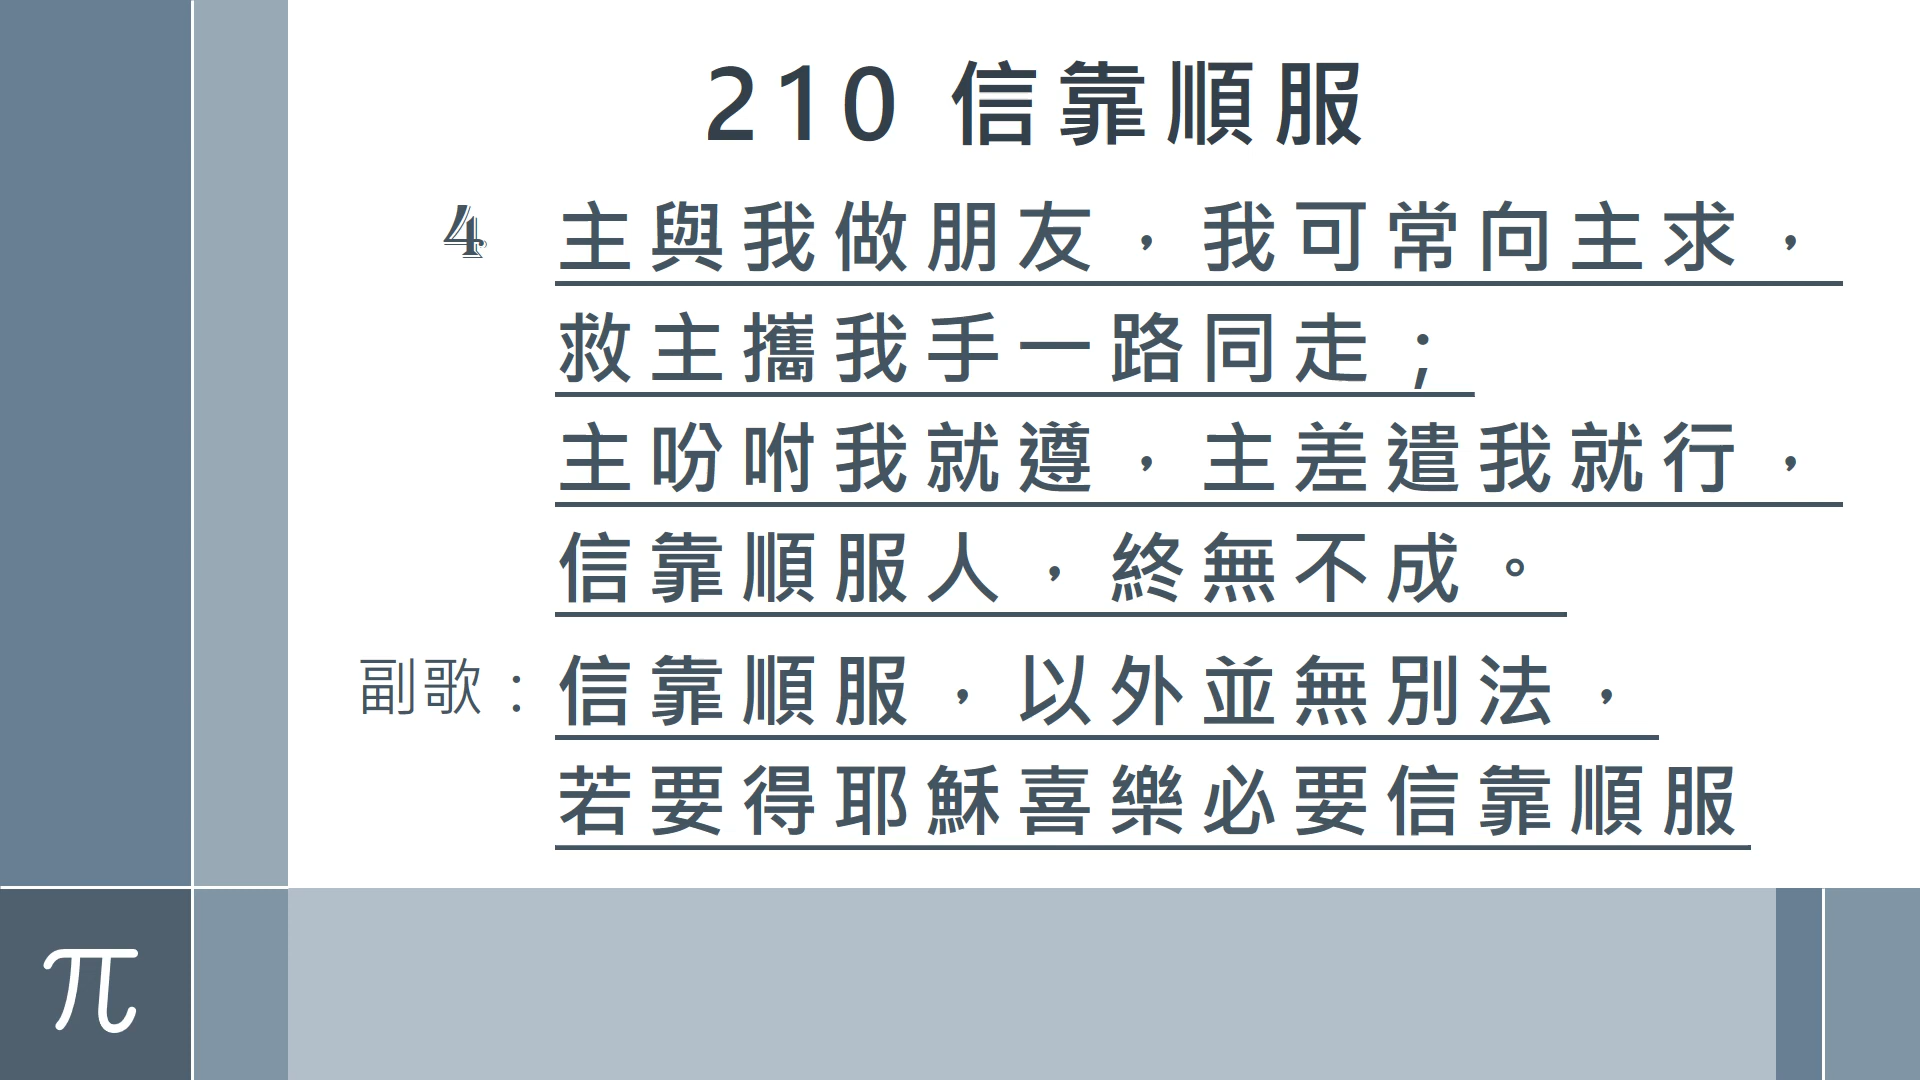 210 信靠順服
4 主與我做朋友，我可常向主求，
救主攜我手一路同走；
主吩咐我就遵，主差遣我就行，
信靠順服人，終無不成。
副歌：信靠順服，以外並無別法，
若要得耶穌喜樂必要信靠順服
π